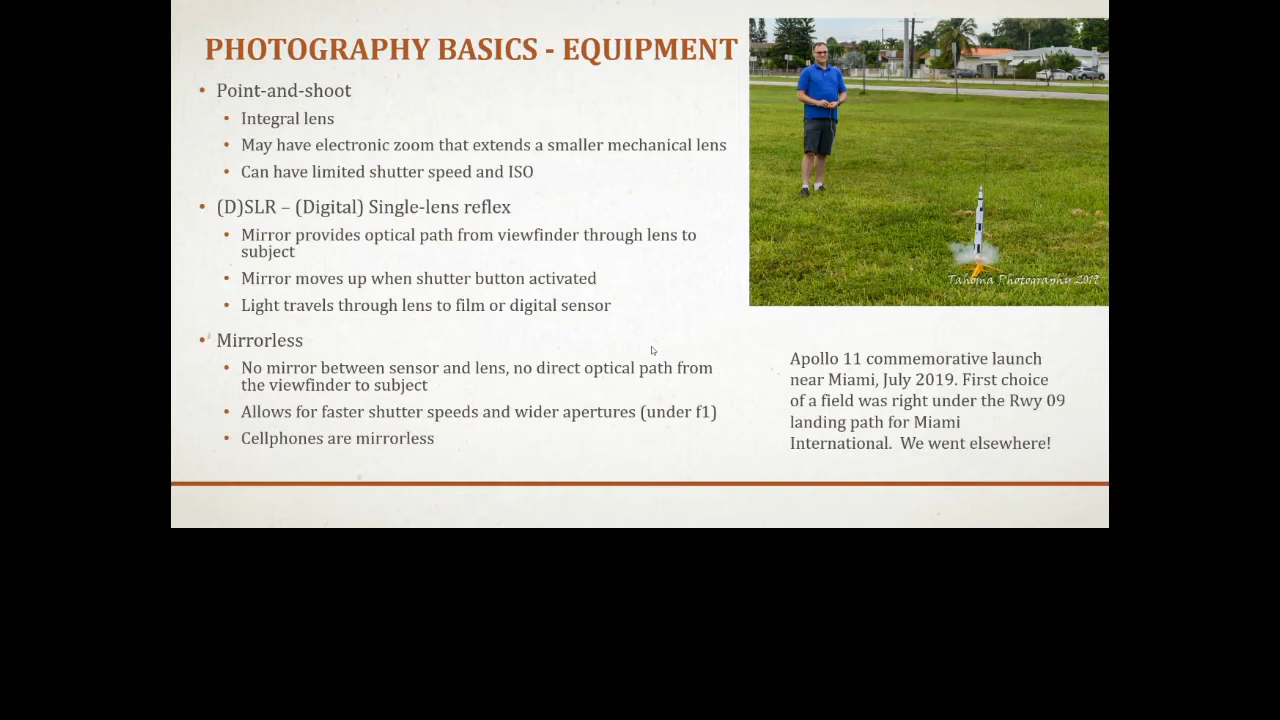 PHOTOGRAPHY BASICS - EQUIPMENT
• Point-and-shoot
• Integral lens
• May have electronic zoom that extends a smaller mechanical lens
• Can have limited shutter speed and ISO
• (D)SLR – (Digital) Single-lens reflex
• Mirror provides optical path from viewfinder through lens to
subject
• Mirror moves up when shutter button activated
• Light travels through lens to film or digital sensor
• Mirrorless
• No mirror between sensor and lens, no direct optical path from
the viewfinder to subject
• Allows for faster shutter speeds and wider apertures (under f1)
• Cellphones are mirrorless
Tahoma Photography 2019
Apollo 11 commemorative launch
near Miami, July 2019. First choice
of a field was right under the Rwy 09
landing path for Miami
International.  We went elsewhere!